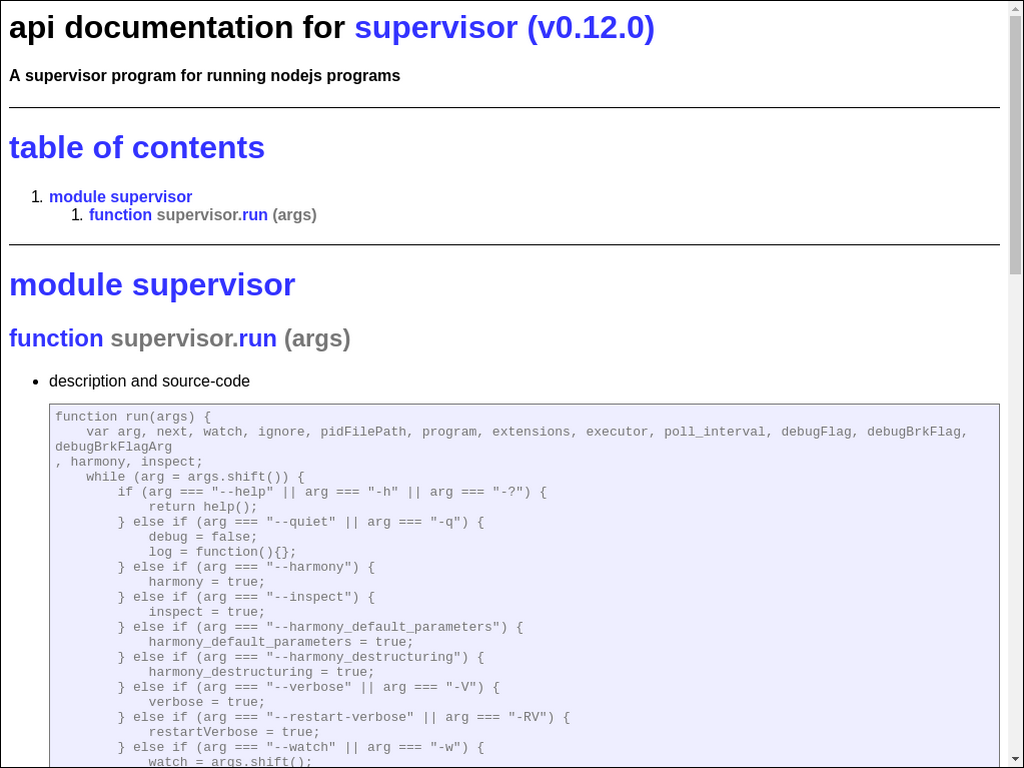 api documentation for supervisor (v0.12.0)
A supervisor program for running nodejs programs
table of contents
1. module supervisor
1. function supervisor.run (args)
module supervisor
function supervisor.run (args)
• description and source-code
function run(args) {
    var arg, next, watch, ignore, pidFilePath, program, extensions, executor, poll_interval, debugFlag, debugBrkFlag,
debugBrkFlagArg
, harmony, inspect;
    while (arg = args.shift()) {
        if (arg === "--help" || arg === "-h" || arg === "-?") {
            return help();
        } else if (arg === "--quiet" || arg === "-q") {
            debug = false;
            log = function(){};
        } else if (arg === "--harmony") {
            harmony = true;
        } else if (arg === "--inspect") {
            inspect = true;
        } else if (arg === "--harmony_default_parameters") {
            harmony_default_parameters = true;
        } else if (arg === "--harmony_destructuring") {
            harmony_destructuring = true;
        } else if (arg === "--verbose" || arg === "-V") {
            verbose = true;
        } else if (arg === "--restart-verbose" || arg === "-RV") {
            restartVerbose = true;
        } else if (arg === "--watch" || arg === "-w") {
            watch = args.shift();